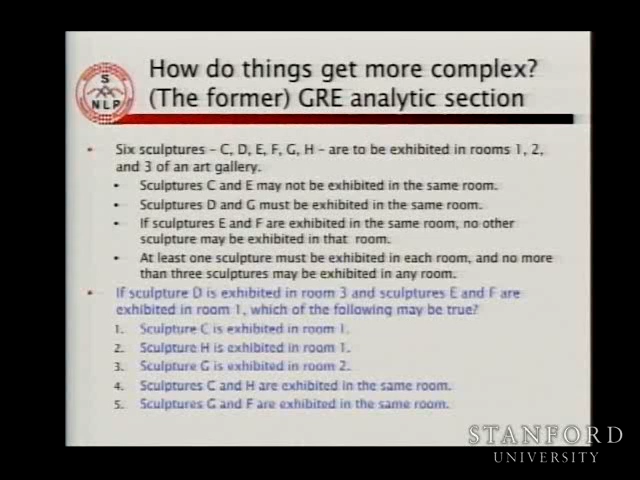 How do things get more complex?
(The former) GRE analytic section
S
NLP
• Six sculptures – C, D, E, F, G, H – are to be exhibited in rooms 1, 2,
and 3 of an art gallery.
• Sculptures C and E may not be exhibited in the same room.
• Sculptures D and G must be exhibited in the same room.
• If sculptures E and F are exhibited in the same room, no other
sculpture may be exhibited in that room.
• At least one sculpture must be exhibited in each room, and no more
than three sculptures may be exhibited in any room.
• If sculpture D is exhibited in room 3 and sculptures E and F are
exhibited in room 1, which of the following may be true?
1. Sculpture C is exhibited in room 1.
2. Sculpture H is exhibited in room 1.
3. Sculpture G is exhibited in room 2.
4. Sculptures C and H are exhibited in the same room.
5. Sculptures G and F are exhibited in the same room.
STANFORD
UNIVERSITY